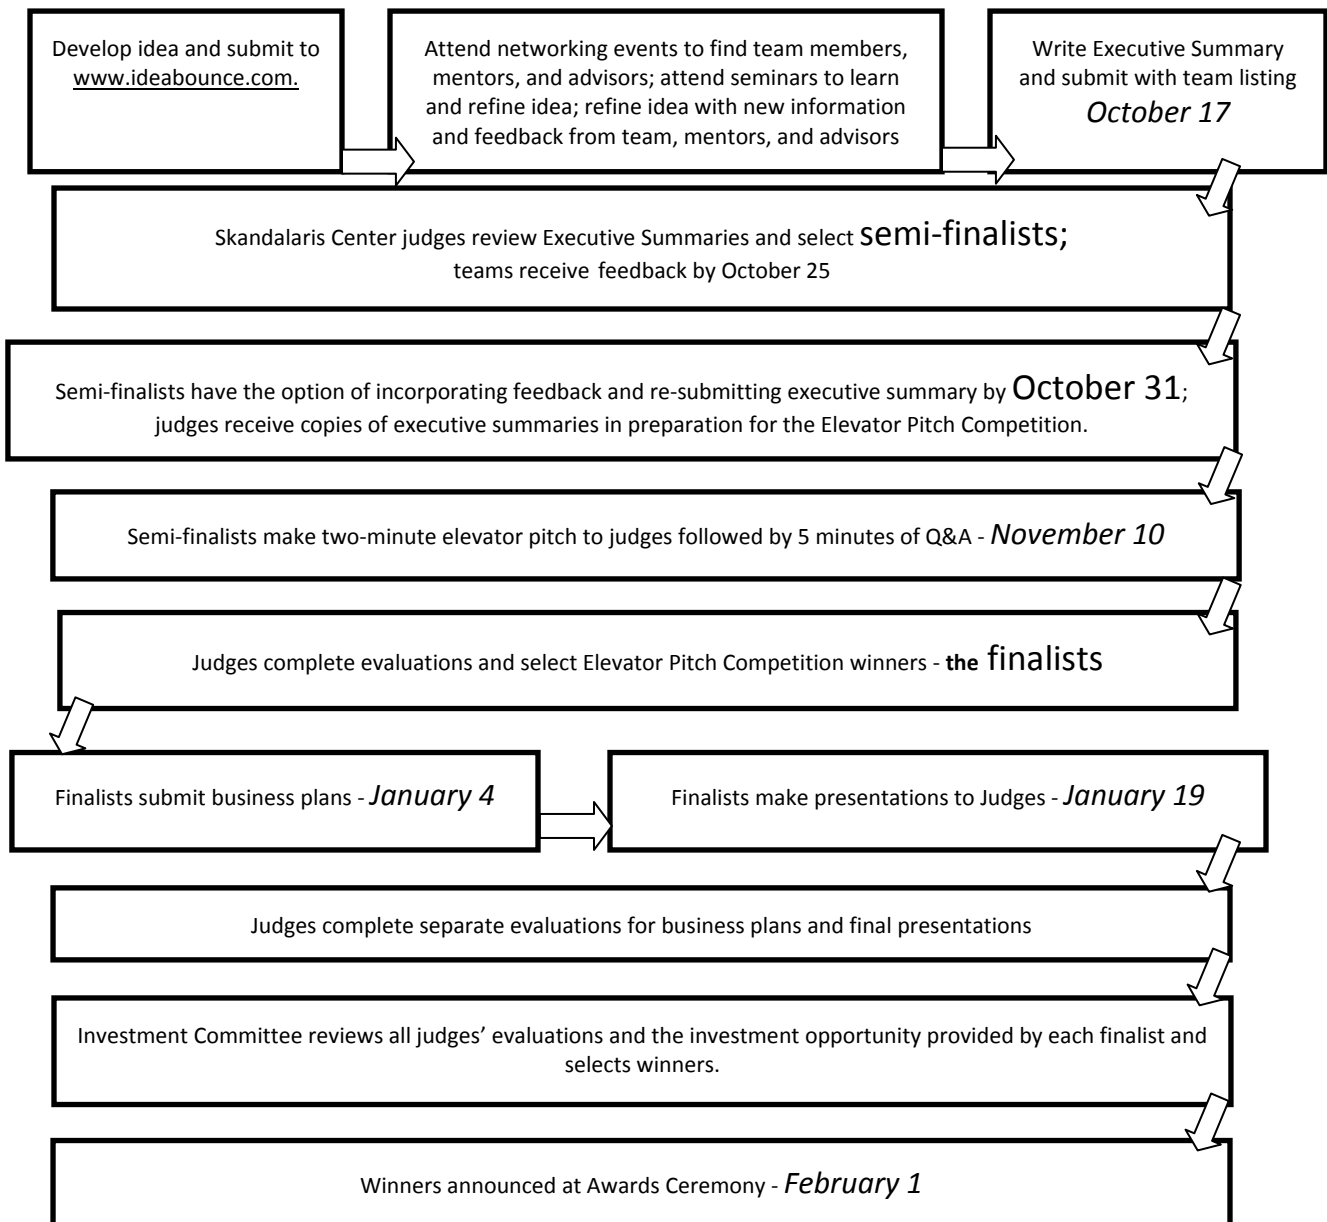 Develop idea and submit to
www.ideabounce.com.
Attend networking events to find team members,
mentors, and advisors; attend seminars to learn
and refine idea; refine idea with new information
and feedback from team, mentors, and advisors
Write Executive Summary
and submit with team listing
October 17
Skandalaris Center judges review Executive Summaries and select semi-finalists;
teams receive feedback by October 25
Semi-finalists have the option of incorporating feedback and re-submitting executive summary by October 31;
judges receive copies of executive summaries in preparation for the Elevator Pitch Competition.
Semi-finalists make two-minute elevator pitch to judges followed by 5 minutes of Q&A - November 10
Judges complete evaluations and select Elevator Pitch Competition winners - the finalists
Finalists submit business plans - January 4
Finalists make presentations to Judges - January 19
Judges complete separate evaluations for business plans and final presentations
Investment Committee reviews all judges’ evaluations and the investment opportunity provided by each finalist and
selects winners.
Winners announced at Awards Ceremony - February 1